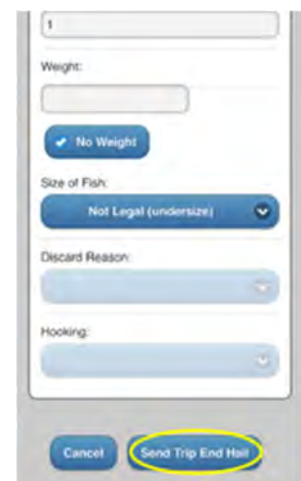 1
Weight:
No Weight
Size of Fish:
Not Legal (undersize)
Discard Reason:
Hooking:
Cancel
Send Trip End Hail